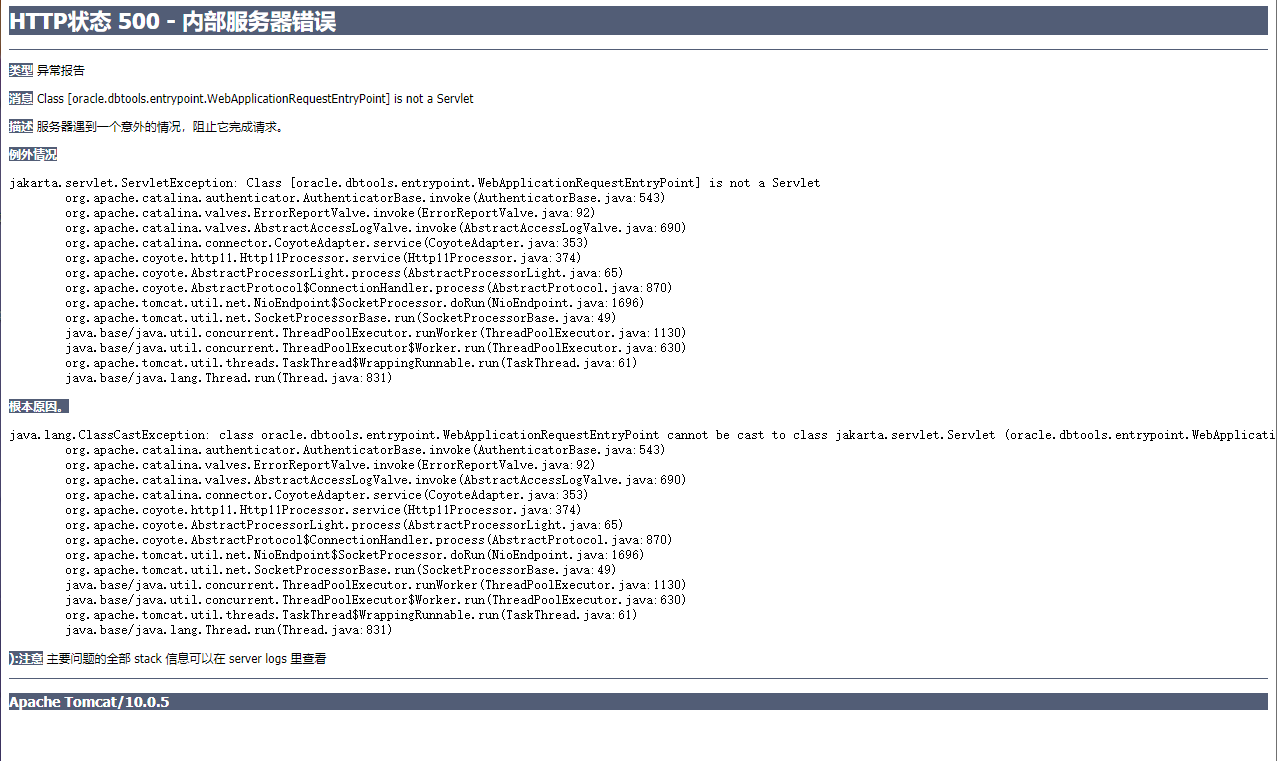 HTTP状态 500 - 内部服务器错误
类型 异常报告
消息 Class [oracle.dbtools.entrypoint.WebApplicationRequestEntryPoint] is not a Servlet
描述 服务器遇到一个意外的情况，阻止它完成请求。
例外情况
jakarta.servlet.ServletException: Class [oracle.dbtools.entrypoint.WebApplicationRequestEntryPoint] is not a Servlet
org.apache.catalina.authenticator.AuthenticatorBase.invoke(AuthenticatorBase.java:543)
org.apache.catalina.valves.ErrorReportValve.invoke(ErrorReportValve.java:92)
org.apache.catalina.valves.AbstractAccessLogValve.invoke(AbstractAccessLogValve.java:690)
org.apache.catalina.connector.CoyoteAdapter.service(CoyoteAdapter.java:353)
org.apache.coyote.http11.Http11Processor.service(Http11Processor.java:374)
org.apache.coyote.AbstractProcessorLight.process(AbstractProcessorLight.java:65)
org.apache.coyote.AbstractProtocol$ConnectionHandler.process(AbstractProtocol.java:870)
org.apache.tomcat.util.net.NioEndpoint$SocketProcessor.doRun(NioEndpoint.java:1696)
org.apache.tomcat.util.net.SocketProcessorBase.run(SocketProcessorBase.java:49)
java.base/java.util.concurrent.ThreadPoolExecutor.runWorker(ThreadPoolExecutor.java:1130)
java.base/java.util.concurrent.ThreadPoolExecutor$Worker.run(ThreadPoolExecutor.java:630)
org.apache.tomcat.util.threads.TaskThread$WrappingRunnable.run(TaskThread.java:61)
java.base/java.lang.Thread.run(Thread.java:831)
根本原因。
java.lang.ClassCastException: class oracle.dbtools.entrypoint.WebApplicationRequestEntryPoint cannot be cast to class jakarta.servlet.Servlet (oracle.dbtools.entrypoint.WebApplicati
org.apache.catalina.authenticator.AuthenticatorBase.invoke(AuthenticatorBase.java:543)
org.apache.catalina.valves.ErrorReportValve.invoke(ErrorReportValve.java:92)
org.apache.catalina.valves.AbstractAccessLogValve.invoke(AbstractAccessLogValve.java:690)
org.apache.catalina.connector.CoyoteAdapter.service(CoyoteAdapter.java:353)
org.apache.coyote.http11.Http11Processor.service(Http11Processor.java:374)
org.apache.coyote.AbstractProcessorLight.process(AbstractProcessorLight.java:65)
org.apache.coyote.AbstractProtocol$ConnectionHandler.process(AbstractProtocol.java:870)
org.apache.tomcat.util.net.NioEndpoint$SocketProcessor.doRun(NioEndpoint.java:1696)
org.apache.tomcat.util.net.SocketProcessorBase.run(SocketProcessorBase.java:49)
java.base/java.util.concurrent.ThreadPoolExecutor.runWorker(ThreadPoolExecutor.java:1130)
java.base/java.util.concurrent.ThreadPoolExecutor$Worker.run(ThreadPoolExecutor.java:630)
org.apache.tomcat.util.threads.TaskThread$WrappingRunnable.run(TaskThread.java:61)
java.base/java.lang.Thread.run(Thread.java:831)
):注意 主要问题的全部 stack 信息可以在 server logs 里查看
Apache Tomcat/10.0.5